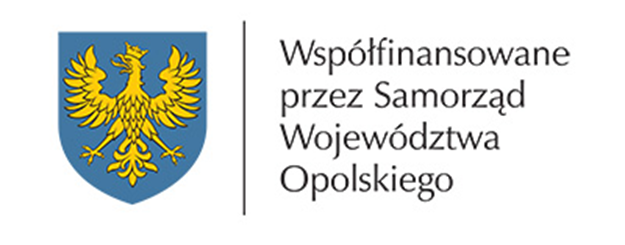 Współfinansowane
przez Samorząd
Województwa
Opolskiego